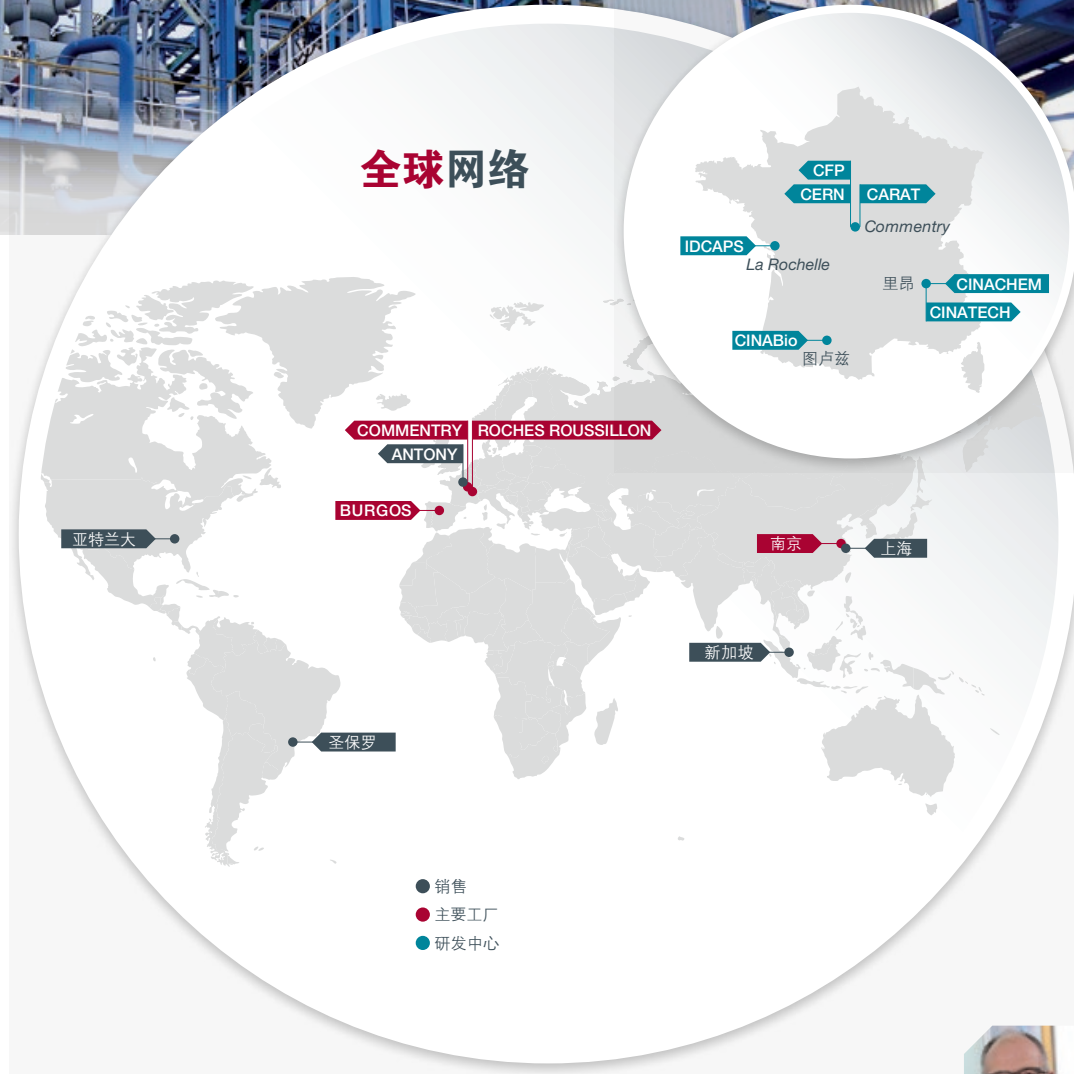 全球网络
CFP
CERN
CARAT
Commentry
IDCAPS
La Rochelle
里昂
CINACHEM
CINATECH
CINABio
图卢兹
COMMENTRY
ROCHES ROUSSILLON
ANTONY
BURGOS
亚特兰大
南京
上海
新加坡
圣保罗
销售
主要工厂
研发中心